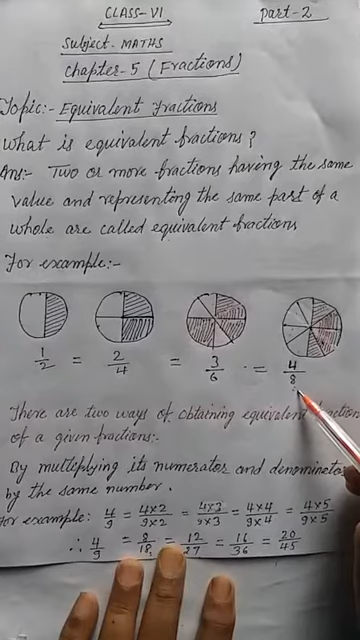 CLASS-VI Part-2
Subject- MATHS
Chapter-5 (Fractions)
Topic:- Equivalent Fractions
What is equivalent fractions?
Ans:- Two or more fractions having the same
value and representing the same part of a
whole are called equivalent fractions
For example:-
1/2 = 2/4 = 3/6 = 4/8
There are two ways of obtaining equivalent fraction
of a given fractions:-
By multiplying its numerator and denominator
by the same number.
For example: 4/9 = 4×2/9×2 = 4×3/9×3 = 4×4/9×4 = 4×5/9×5
∴ 4/9 = 8/18 = 12/27 = 16/36 = 20/45